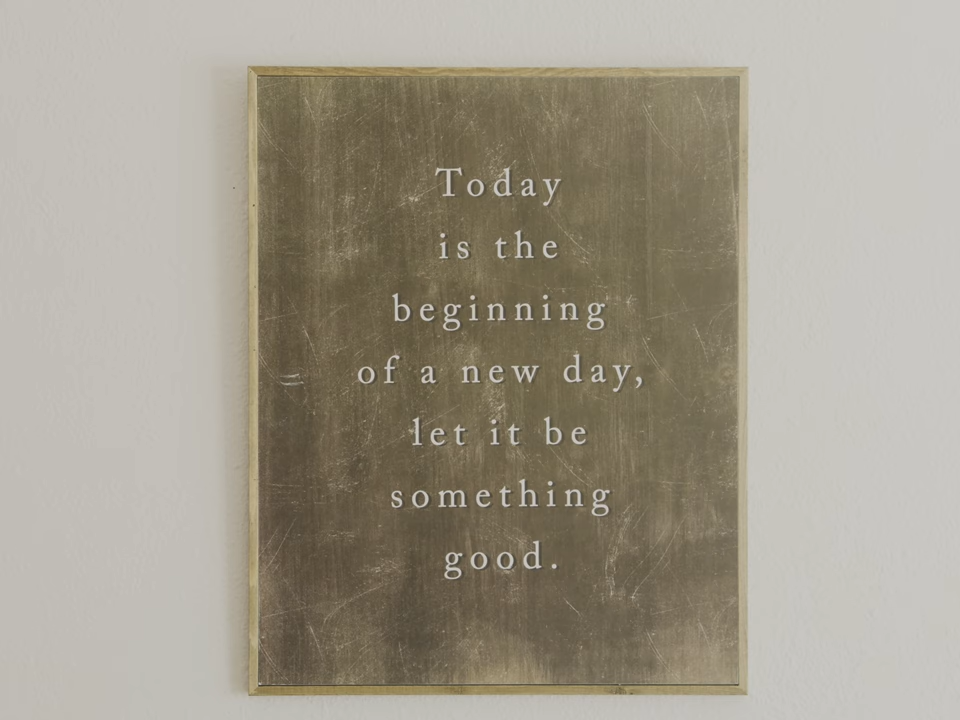 Today
is the
beginning
of a new day,
let it be
something
good.